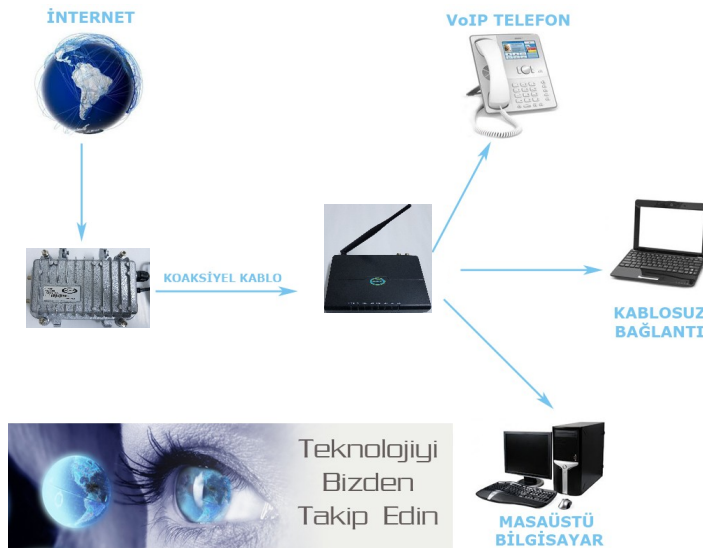 İNTERNET
VoIP TELEFON
KOAKSİYEL KABLO
KABLOSUZ
BAĞLANTI
Teknolojiyi
Bizden
Takip Edin
MASAÜSTÜ
BİLGİSAYAR